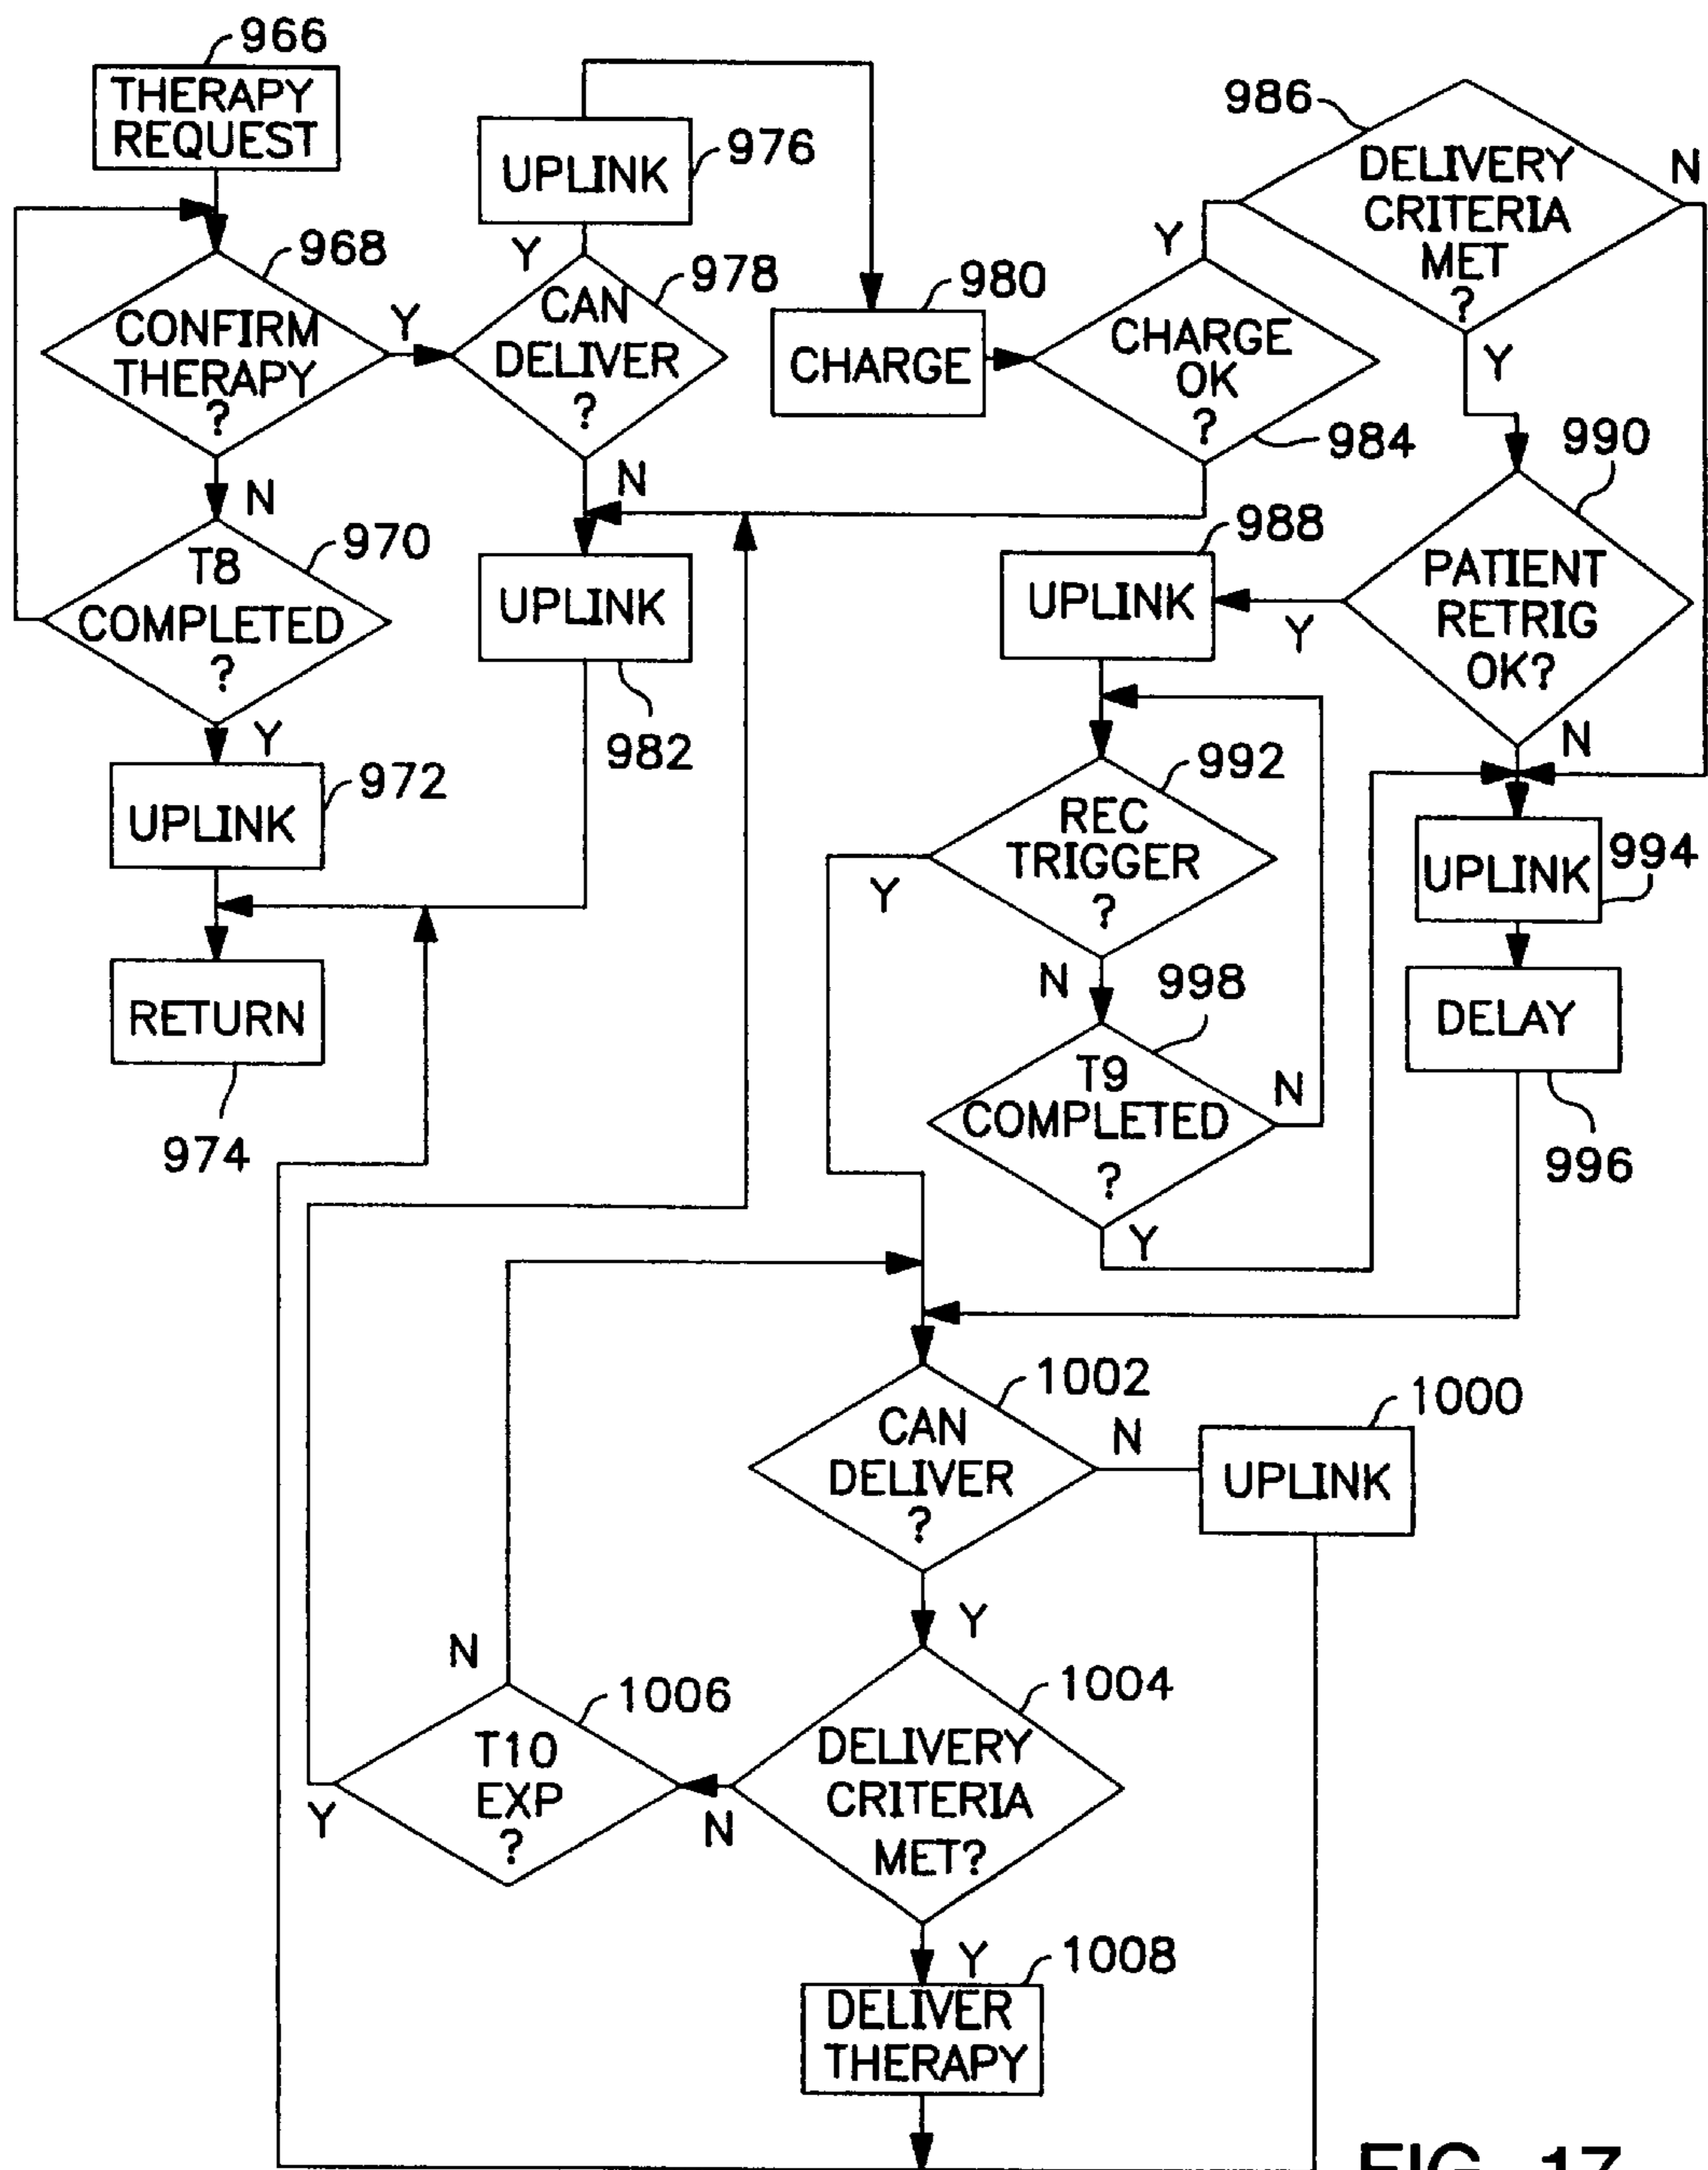 966
THERAPY
REQUEST
968
CONFIRM
THERAPY
?
Y
N
970
T8
COMPLETED
?
Y
972
UPLINK
RETURN
974
976
UPLINK
Y
978
CAN
DELIVER
?
N
UPLINK
982
980
CHARGE
CHARGE
OK
?
984
Y
986
DELIVERY
CRITERIA
MET
?
N
Y
990
PATIENT
RETRIG
OK?
Y
N
988
UPLINK
992
REC
TRIGGER
?
Y
N
998
T9
COMPLETED
?
N
Y
UPLINK
994
DELAY
996
1002
CAN
DELIVER
?
N
1000
UPLINK
Y
1004
DELIVERY
CRITERIA
MET?
N
1006
T10
EXP
?
N
Y
Y
1008
DELIVER
THERAPY
FIG. 17